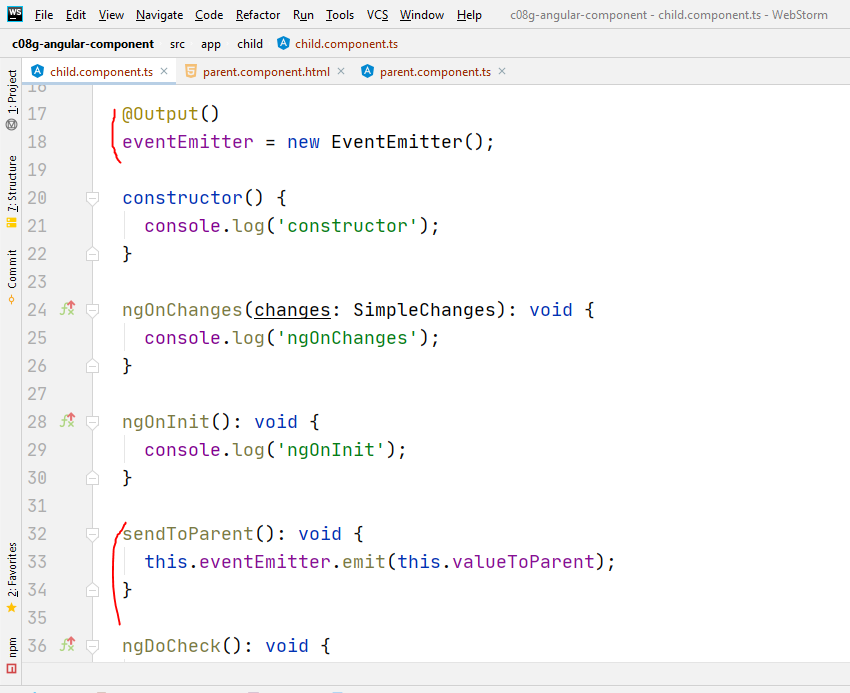 WS File Edit View Navigate Code Refactor Run Tools VCS Window Help c08g-angular-component - child.component.ts - WebStorm
c08g-angular-component src app child child.component.ts
child.component.ts × parent.component.html × parent.component.ts ×
1: Project
7: Structure
Commit
2: Favorites
npm
16
17 @Output()
18 eventEmitter = new EventEmitter();
19
20 constructor() {
21 console.log('constructor');
22 }
23
24 ngOnChanges(changes: SimpleChanges): void {
25 console.log('ngOnChanges');
26 }
27
28 ngOnInit(): void {
29 console.log('ngOnInit');
30 }
31
32 sendToParent(): void {
33 this.eventEmitter.emit(this.valueToParent);
34 }
35
36 ngDoCheck(): void {